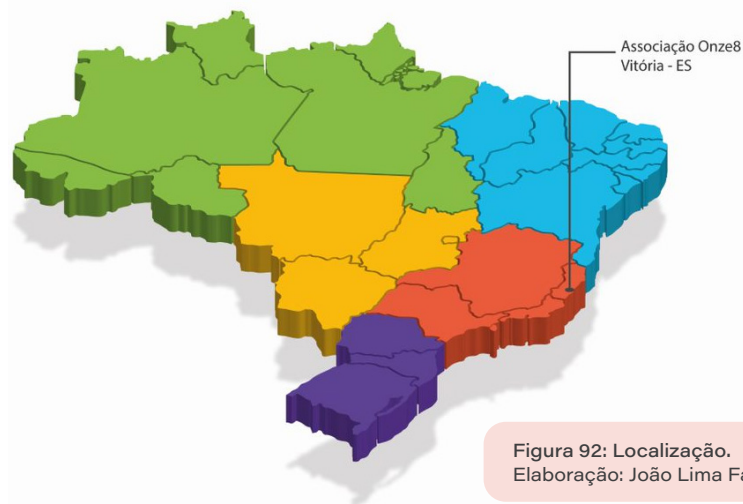 Associação Onze8
Vitória - ES
Figura 92: Localização.
Elaboração: João Lima